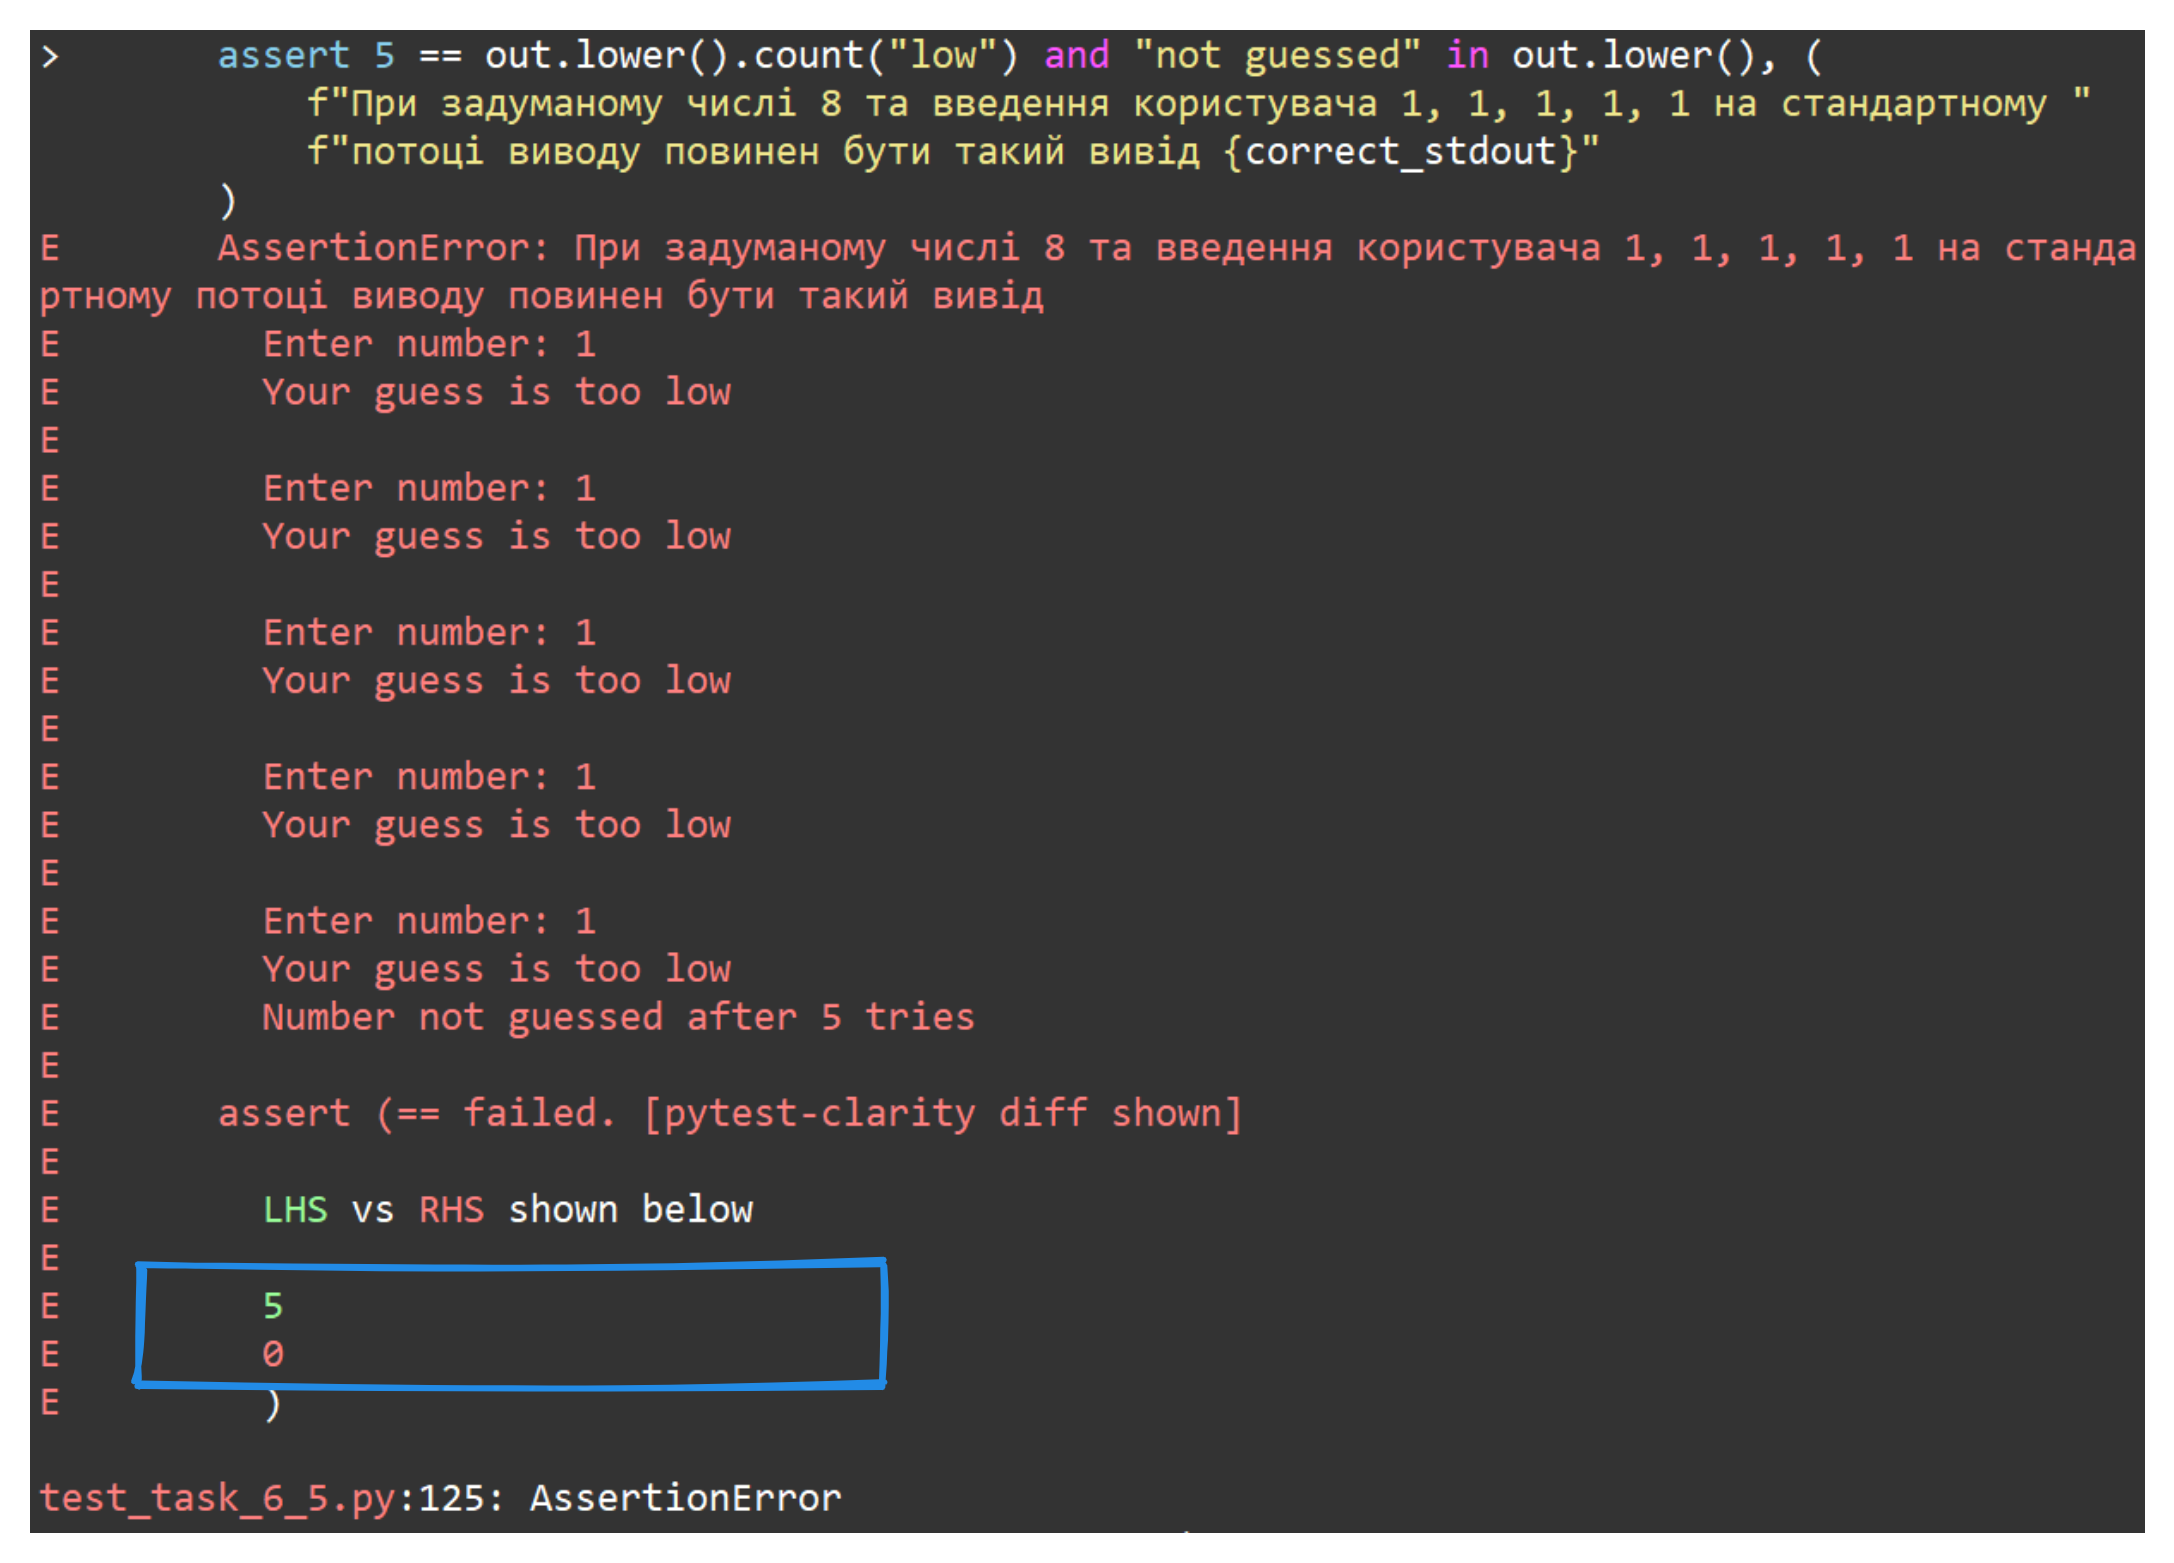 > assert 5 == out.lower().count("low") and "not guessed" in out.lower(), (
f"При задуманому числі 8 та введення користувача 1, 1, 1, 1, 1 на стандартному "
f"потоці виводу повинен бути такий вивід {correct_stdout}"
)
E AssertionError: При задуманому числі 8 та введення користувача 1, 1, 1, 1, 1 на станда
ртному потоці виводу повинен бути такий вивід
E Enter number: 1
E Your guess is too low
E
E Enter number: 1
E Your guess is too low
E
E Enter number: 1
E Your guess is too low
E
E Enter number: 1
E Your guess is too low
E
E Enter number: 1
E Your guess is too low
E Number not guessed after 5 tries
E
E assert (== failed. [pytest-clarity diff shown]
E
E LHS vs RHS shown below
E
E 5
E 0
E )
test_task_6_5.py:125: AssertionError